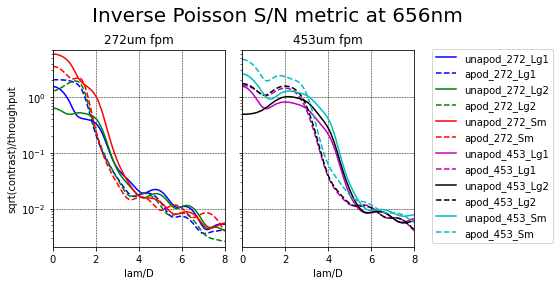 Inverse Poisson S/N metric at 656nm
272um fpm
453um fpm
sqrt(contrast)/throughput
10⁰
10⁻¹
10⁻²
0 2 4 6 8
lam/D
0 2 4 6 8
lam/D
unapod_272_Lg1
apod_272_Lg1
unapod_272_Lg2
apod_272_Lg2
unapod_272_Sm
apod_272_Sm
unapod_453_Lg1
apod_453_Lg1
unapod_453_Lg2
apod_453_Lg2
unapod_453_Sm
apod_453_Sm